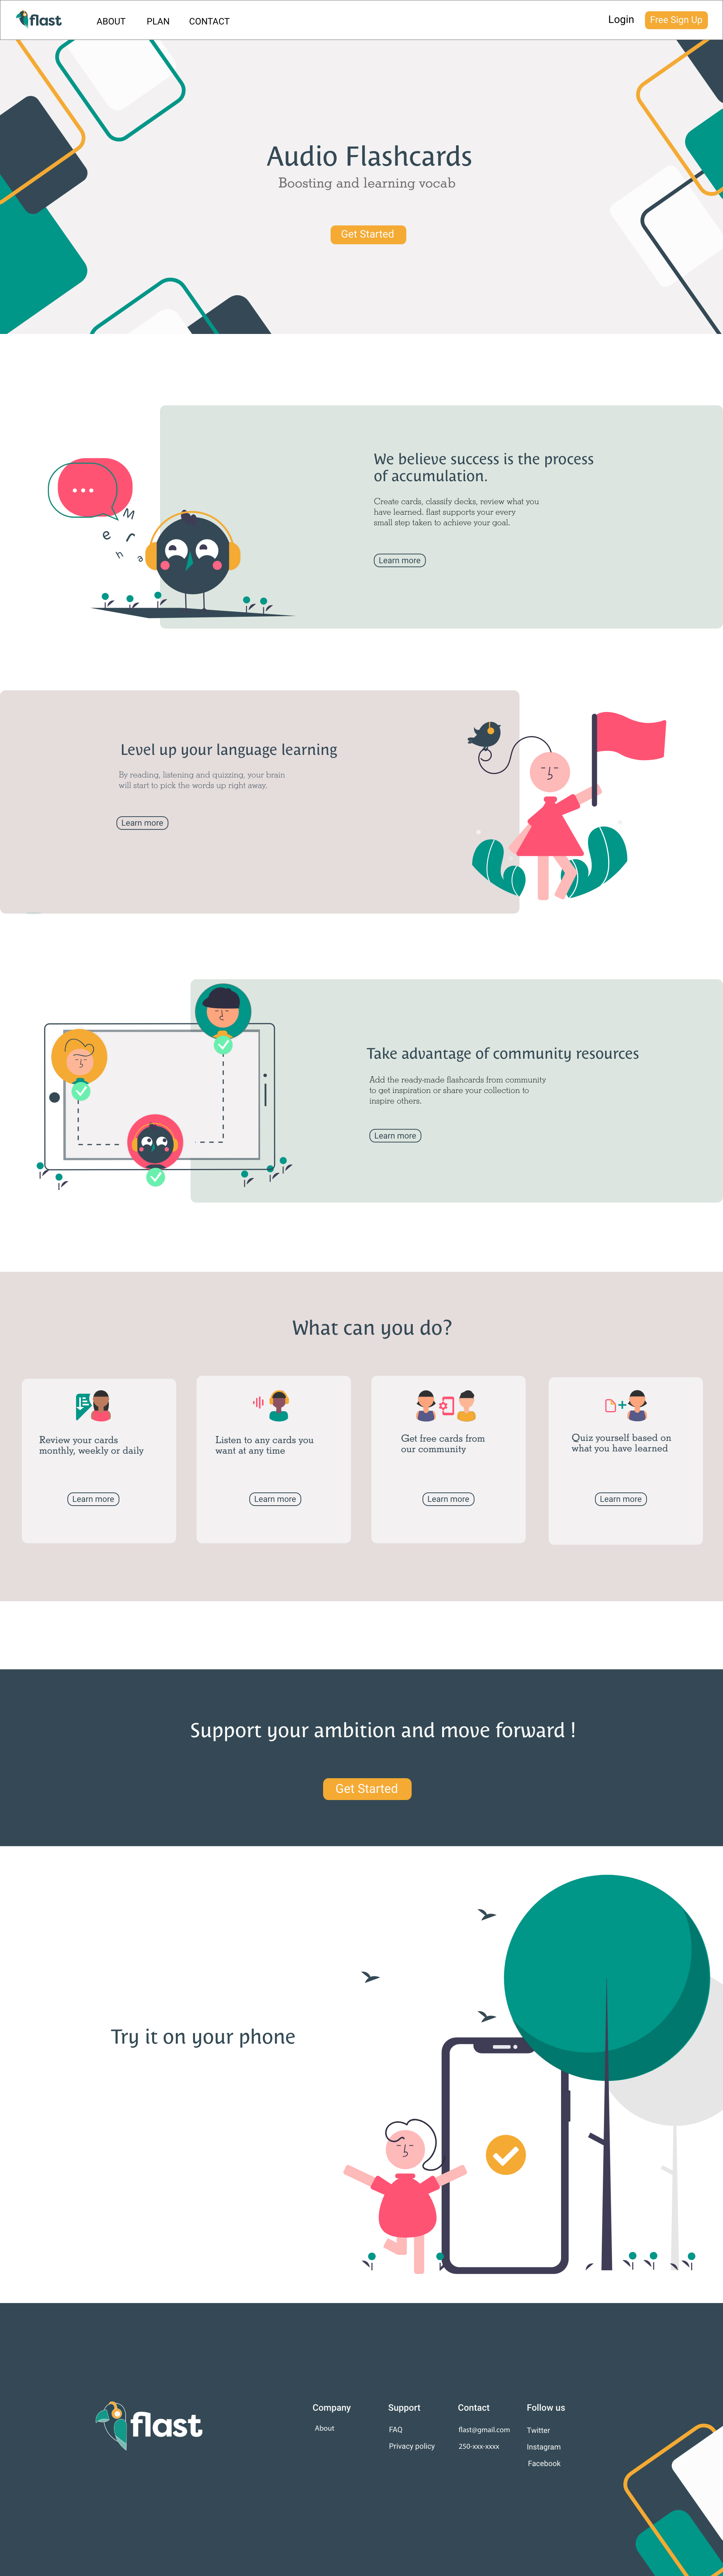 flast
ABOUT PLAN CONTACT
Login Free Sign Up
Audio Flashcards
Boosting and learning vocab
Get Started
We believe success is the process
of accumulation.
Create cards, classify decks, review what you
have learned. flast supports your every
small step taken to achieve your goal.
Learn more
M
e r
n a
Level up your language learning
By reading, listening and quizzing, your brain
will start to pick the words up right away.
Learn more
Take advantage of community resources
Add the ready-made flashcards from community
to get inspiration or share your collection to
inspire others.
Learn more
What can you do?
Review your cards
monthly, weekly or daily
Learn more
Listen to any cards you
want at any time
Learn more
Get free cards from
our community
Learn more
Quiz yourself based on
what you have learned
Learn more
Support your ambition and move forward !
Get Started
Try it on your phone
flast
Company
About
Support
FAQ
Privacy policy
Contact
flast@gmail.com
250-xxx-xxxx
Follow us
Twitter
Instagram
Facebook